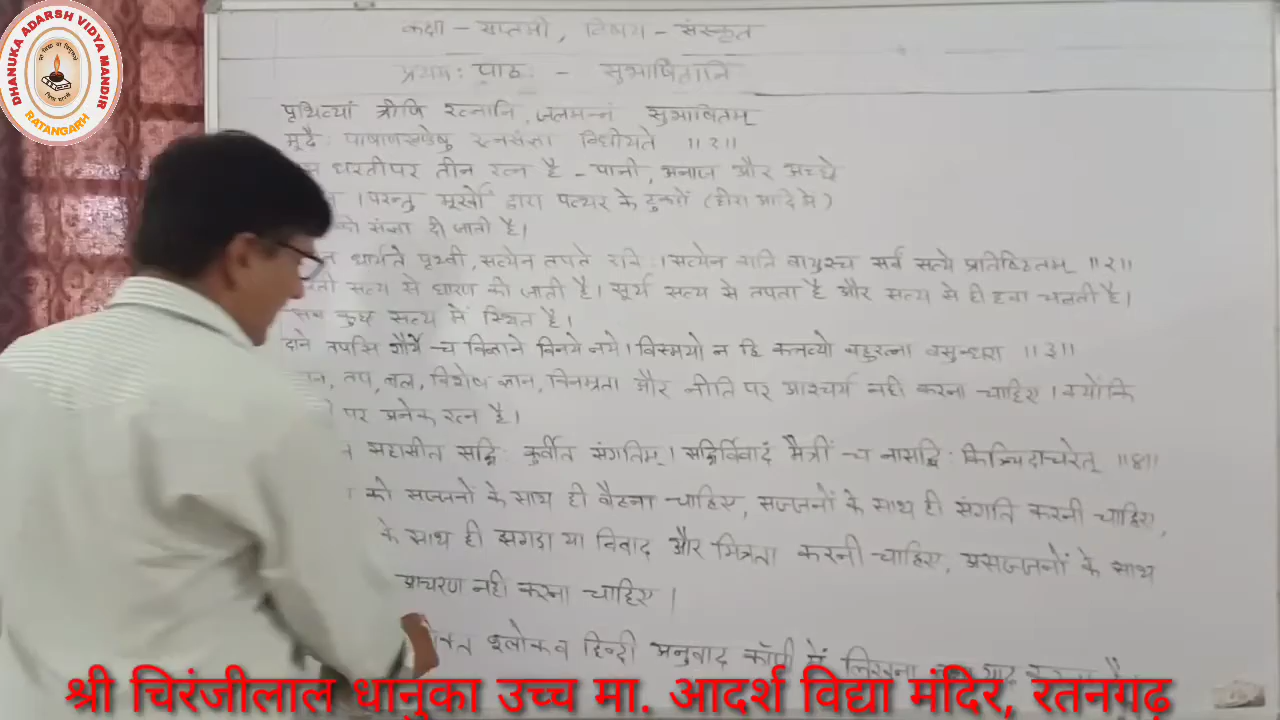 DHANUKA ADARSH VIDYA MANDIR
RATANGARH
कक्षा - सप्तमी, विषय - संस्कृत
प्रथमः पाठः - सुभाषितानि
पृथिव्यां त्रीणि रत्नानि, जलमन्नं सुभाषितम्
मूढैः पाषाणखण्डेषु रत्नसंज्ञा विधीयते ॥१॥
धरती पर तीन रत्न है - पानी, अनाज और अच्छे
। परन्तु मूर्खों द्वारा पत्थर के टुकड़ों (हीरा आदि में)
को संज्ञा दी जाती है।
धार्यते पृथ्वी, सत्येन तपते रविः। सत्येन वाति वायुश्च सर्वं सत्ये प्रतिष्ठितम् ॥२॥
सत्य से धारण की जाती है। सूर्य सत्य से तपता है और सत्य से ही हवा चलती है।
सब कुछ सत्य में स्थित है।
दाने तपसि शौर्ये च विज्ञाने विनये नये। विस्मयो न हि कर्तव्यो बहुरत्ना वसुन्धरा ॥३॥
तप, बल, विशेष ज्ञान, विनम्रता और नीति पर आश्चर्य नही करना चाहिए। क्योंकि
पर अनेक रत्न है।
सहासीत सद्भिः कुर्वीत संगतिम्। सद्भिर्विवादं मैत्रीं च नासद्भिः किञ्चिदाचरेत् ॥४॥
को सज्जनों के साथ ही बैठना चाहिए, सज्जनों के साथ ही संगति करनी चाहिए,
के साथ ही झगडा या विवाद और मित्रता करनी चाहिए, असज्जनों के साथ
आचरण नही करना चाहिए।
श्लोक व हिन्दी अनुवाद कॉपी में लिखना
श्री चिरंजीलाल धानुका उच्च मा. आदर्श विद्या मंदिर, रतनगढ़